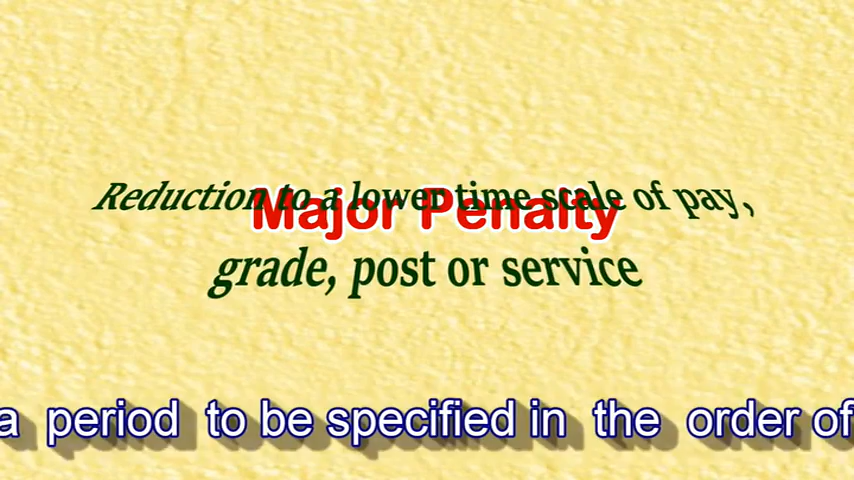 Reduction to a lower time scale of pay,
Major Penalty
grade, post or service
a period to be specified in the order of